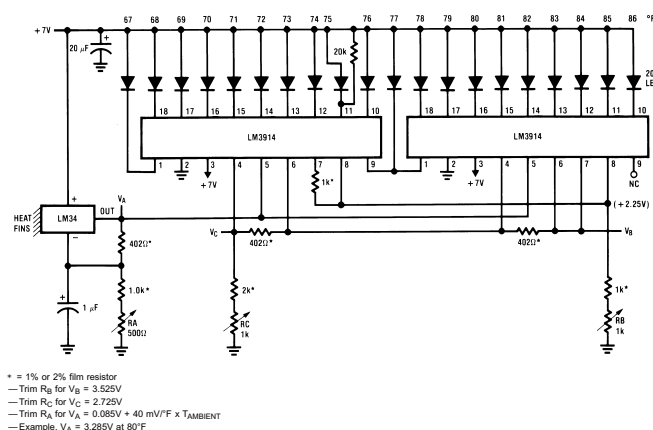 67 68 69 70 71 72 73 74 75 76 77 78 79 80 81 82 83 84 85 86 °F
+7V
20 μF
+
20k
20
LE
18 17 16 15 14 13 12 11 10
18 17 16 15 14 13 12 11 10
LM3914
LM3914
1 2 3 4 5 6 7 8 9
1 2 3 4 5 6 7 8 9
+7V
1k*
+7V
NC
(+2.25V)
HEAT
FINS
LM34
+
−
OUT
VA
402Ω*
VC
402Ω*
402Ω*
VB
1.0k*
2k*
1k*
+
1 μF
RA
500Ω
RC
1k
RB
1k
* = 1% or 2% film resistor
—Trim RB for VB = 3.525V
—Trim RC for VC = 2.725V
—Trim RA for VA = 0.085V + 40 mV/°F x TAMBIENT
—Example, VA = 3.285V at 80°F